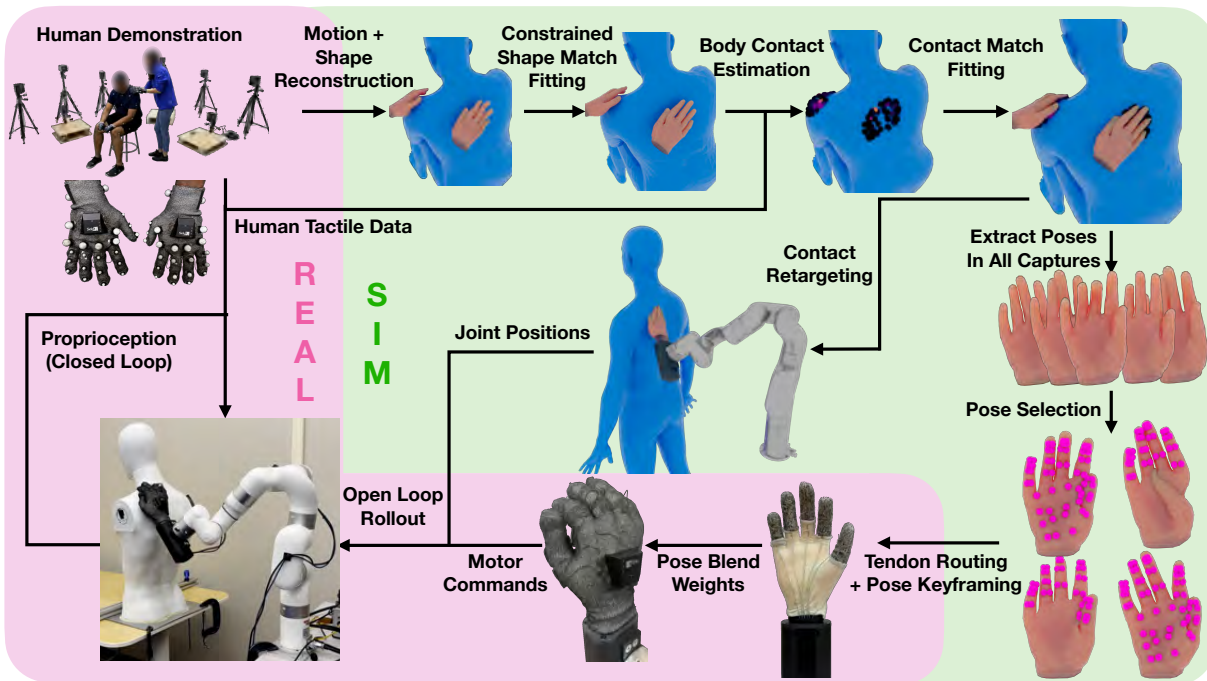 Human Demonstration
Motion +
Shape
Reconstruction
Constrained
Shape Match
Fitting
Body Contact
Estimation
Contact Match
Fitting
Human Tactile Data
Contact
Retargeting
Extract Poses
In All Captures
R
E
A
L
S
I
M
Proprioception
(Closed Loop)
Joint Positions
Pose Selection
Open Loop
Rollout
Motor
Commands
Pose Blend
Weights
Tendon Routing
+ Pose Keyframing